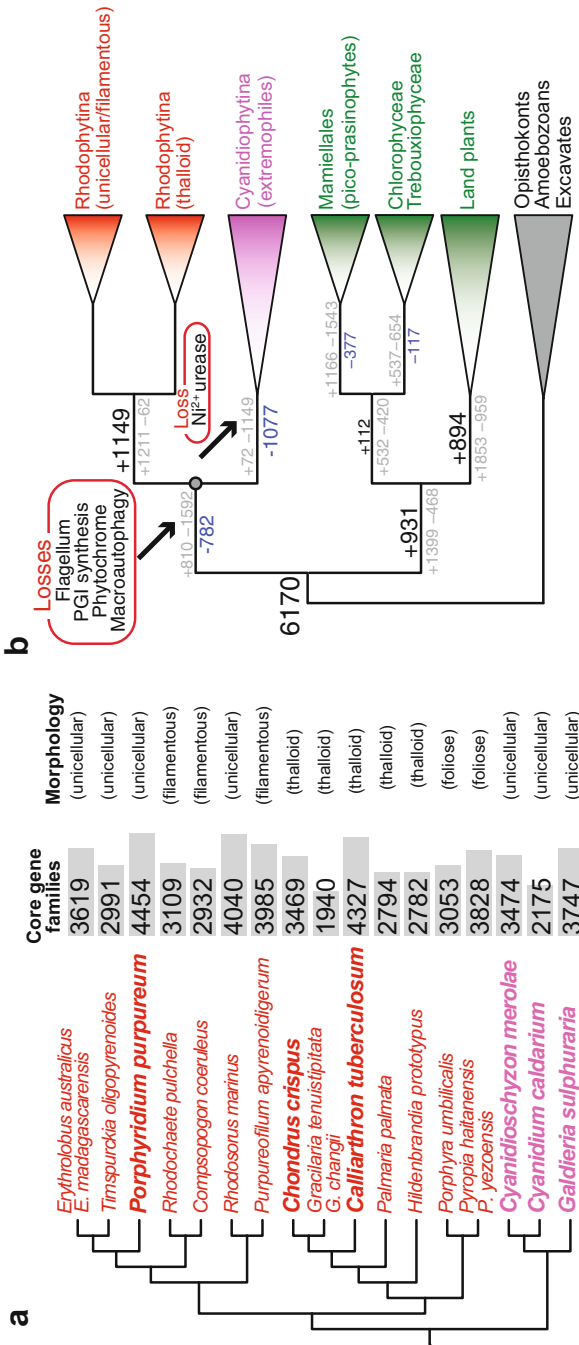 a
Core gene
families
Morphology
Erythrolobus australicus
E. madagascarensis
3619
(unicellular)
Timspurckia oligopyrenoides
2991
(unicellular)
Porphyridium purpureum
4454
(unicellular)
Rhodochaete pulchella
3109
(filamentous)
Compsopogon coeruleus
2932
(filamentous)
Rhodosorus marinus
4040
(unicellular)
Purpureofilum apyrenoidigerum
3985
(filamentous)
Chondrus crispus
3469
(thalloid)
Gracilaria tenuistipitata
G. changii
1940
(thalloid)
Calliarthron tuberculosum
4327
(thalloid)
Palmaria palmata
2794
(thalloid)
Hildenbrandia prototypus
2782
(thalloid)
Porphyra umbilicalis
3053
(foliose)
Pyropia haitanensis
P. yezoensis
3828
(foliose)
Cyanidioschyzon merolae
3474
(unicellular)
Cyanidium caldarium
2175
(unicellular)
Galdieria sulphuraria
3747
(unicellular)
b
Losses
Flagellum
PGI synthesis
Phytochrome
Macroautophagy
Loss
Ni2+ urease
6170
+810 −1592
-782
+1149
+1211 −62
+72 −1149
-1077
+931
+1399 −468
+112
+532 −420
+1166 −1543
−377
+537−654
-117
+894
+1853 −959
Rhodophytina
(unicellular/filamentous)
Rhodophytina
(thalloid)
Cyanidiophytina
(extremophiles)
Mamiellales
(pico-prasinophytes)
Chlorophyceae
Trebouxiophyceae
Land plants
Opisthokonts
Amoebozoans
Excavates